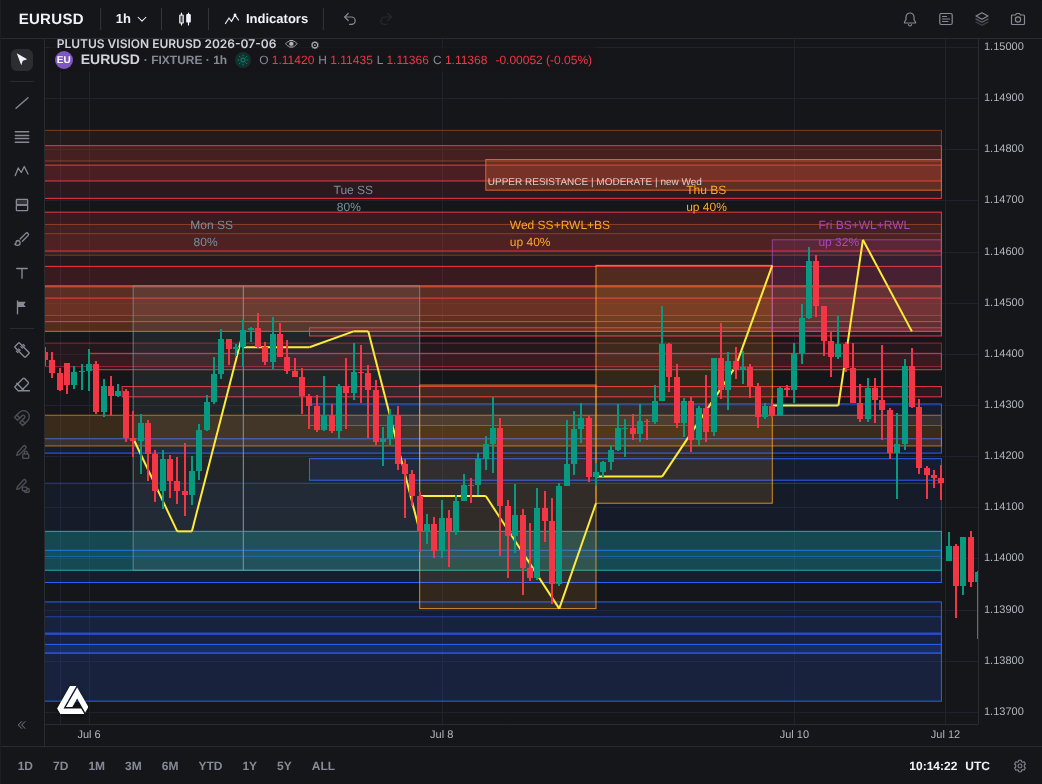 EURUSD 1h Indicators
PLUTUS VISION EURUSD 2026-07-06
EU EURUSD · FIXTURE · 1h O 1.11420 H 1.11435 L 1.11366 C 1.11368 -0.00052 (-0.05%)
1.15000
1.14900
1.14800
UPPER RESISTANCE | MODERATE | new Wed
Tue SS
80%
Thu BS
up 40%
1.14700
Mon SS
80%
Wed SS+RWL+BS
up 40%
Fri BS+WL+RWL
up 32%
1.14600
1.14500
1.14400
1.14300
1.14200
1.14100
1.14000
1.13900
1.13800
1.13700
Jul 6 Jul 8 Jul 10 Jul 12
1D 7D 1M 3M 6M YTD 1Y 5Y ALL 10:14:22 UTC